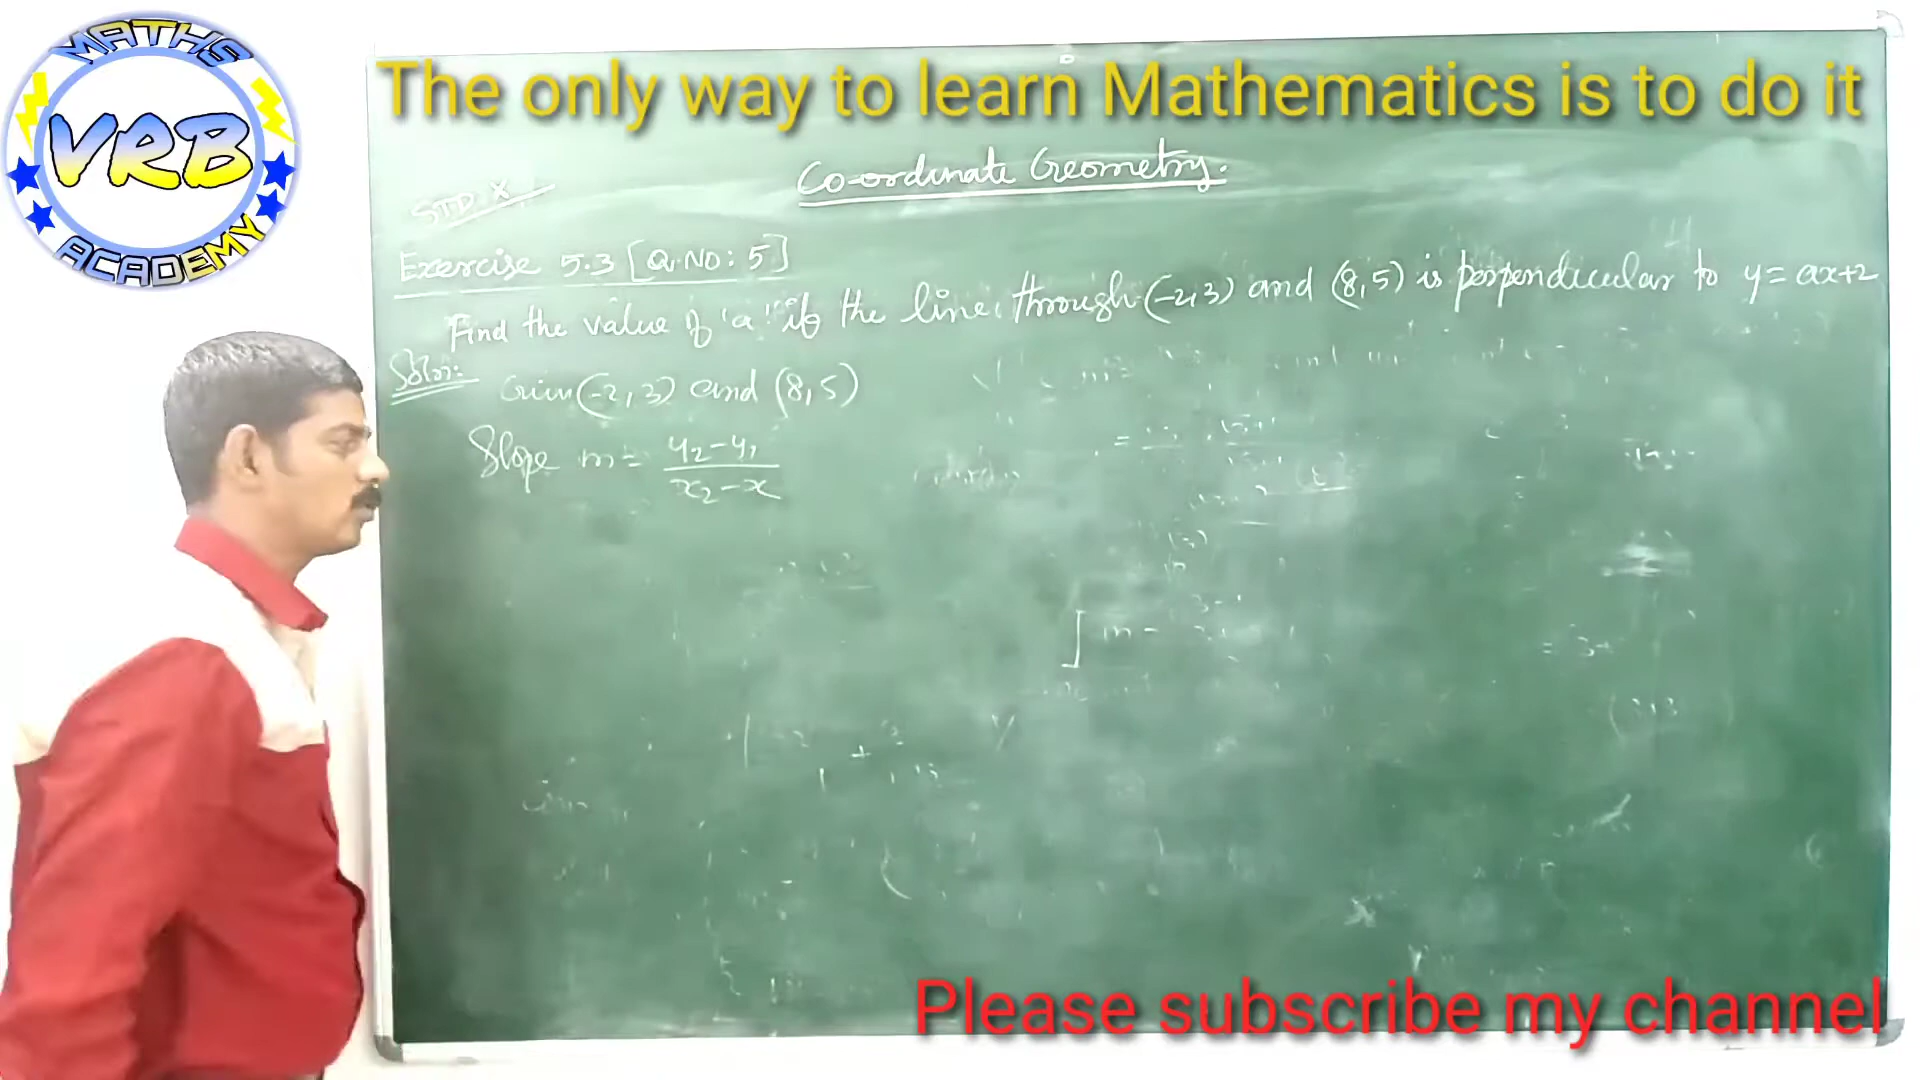 MATHS
VRB
ACADEMY
The only way to learn Mathematics is to do it
Co-ordinate Geometry.
STD: X
Exercise 5.3 [Q.NO: 5]
Find the value of 'a' if the line through (-2,3) and (8,5) is perpendicular to y = ax+2
Soln:
Given (-2, 3) and (8, 5)
Slope m = y₂-y₁ / x₂-x
Please subscribe my channel